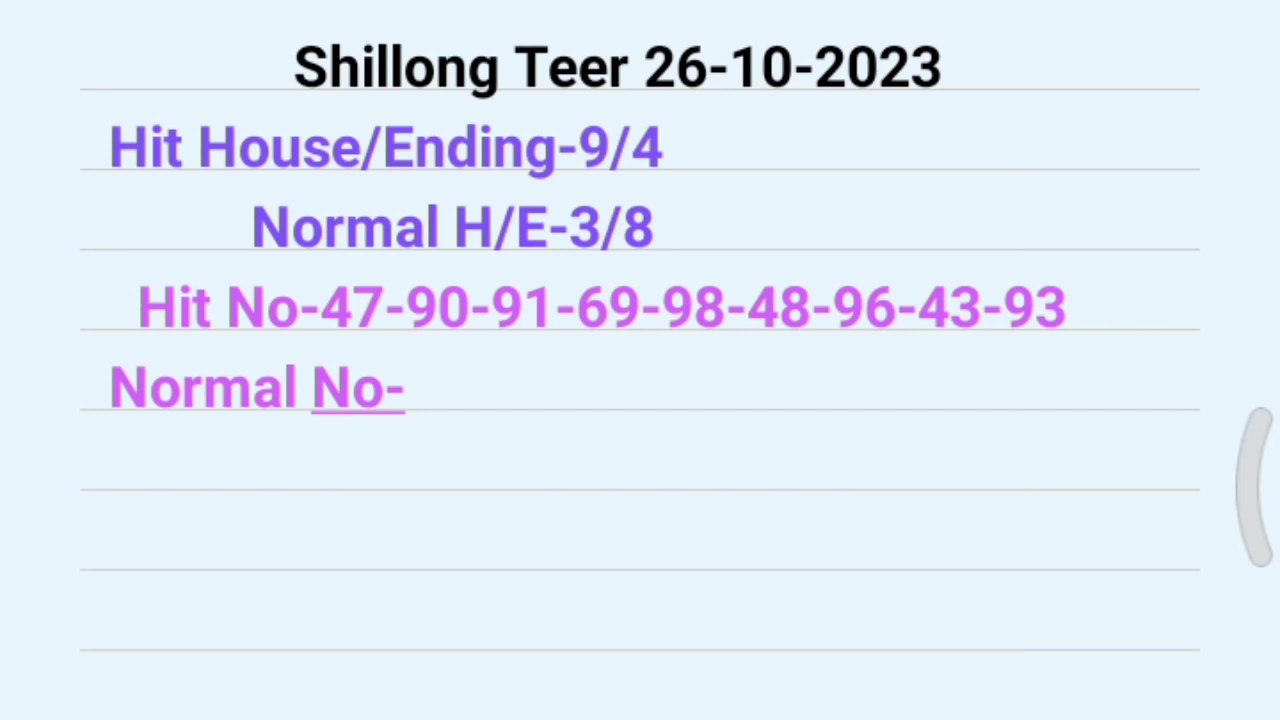 Shillong Teer 26-10-2023
Hit House/Ending-9/4
Normal H/E-3/8
Hit No-47-90-91-69-98-48-96-43-93
Normal No-